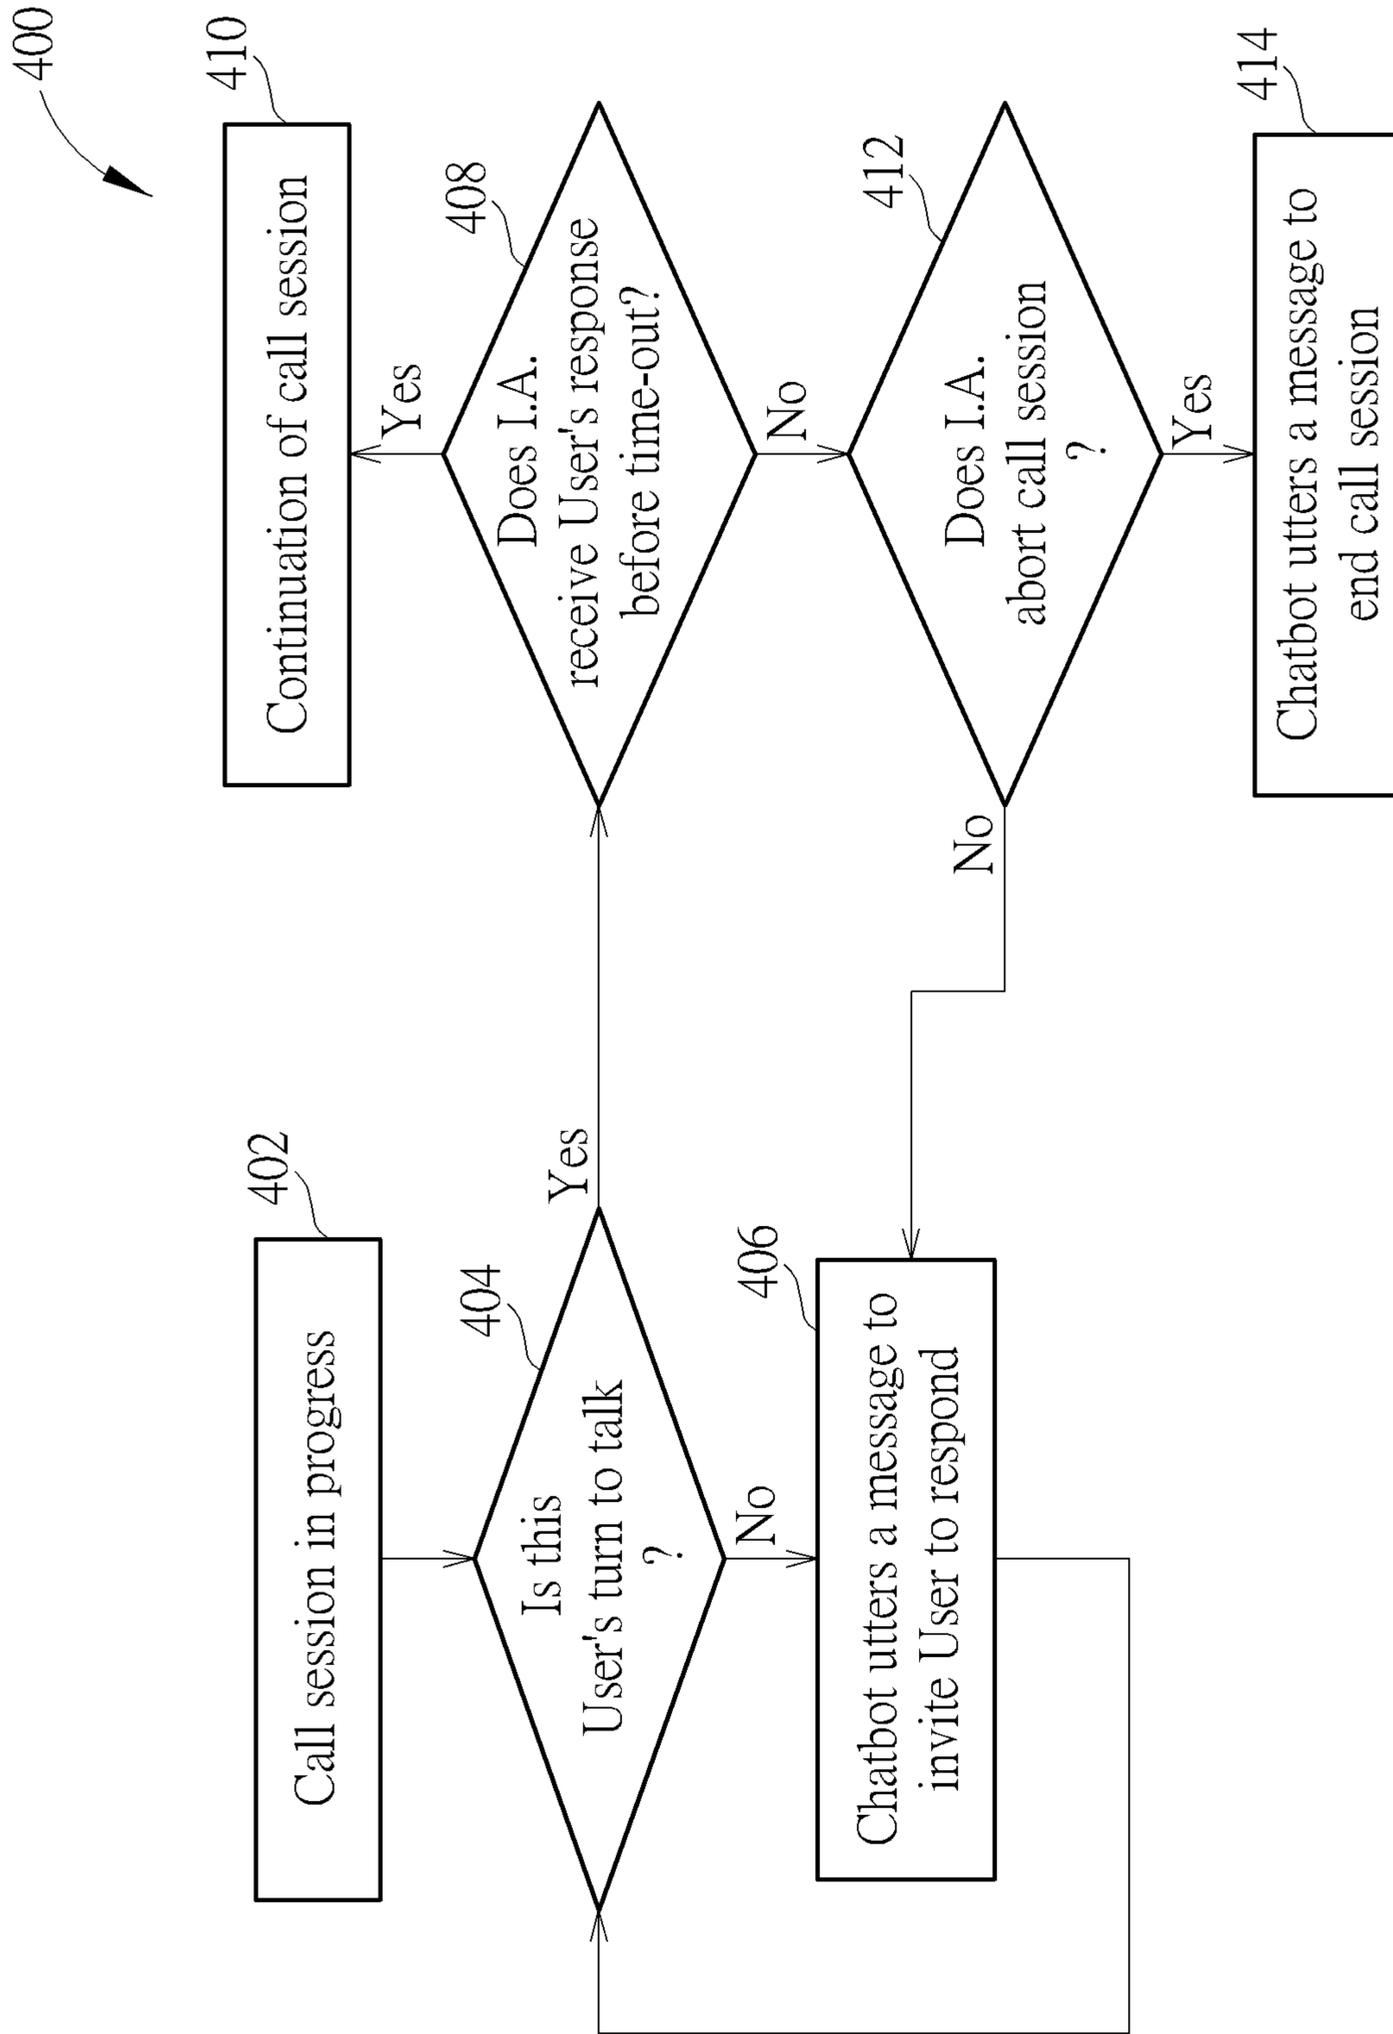 400
402
Call session in progress
404
Is this
User's turn to talk
?
Yes
No
406
Chatbot utters a message to
invite User to respond
410
Continuation of call session
Yes
408
Does I.A.
receive User's response
before time-out?
No
412
Does I.A.
abort call session
?
No
Yes
414
Chatbot utters a message to
end call session